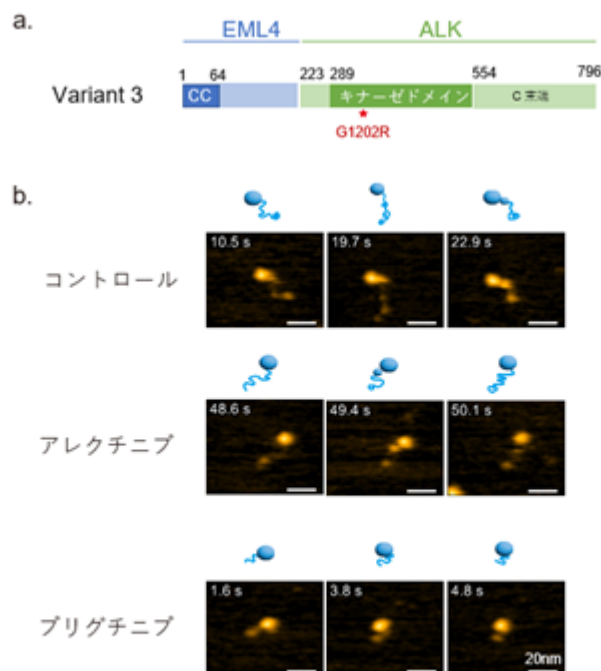 a.
EML4 ALK
1 64 223 289 554 796
Variant 3 CC キナーゼドメイン C 末端
G1202R
b.
コントロール 10.5 s 19.7 s 22.9 s
アレクチニブ 48.6 s 49.4 s 50.1 s
ブリグチニブ 1.6 s 3.8 s 4.8 s
20nm